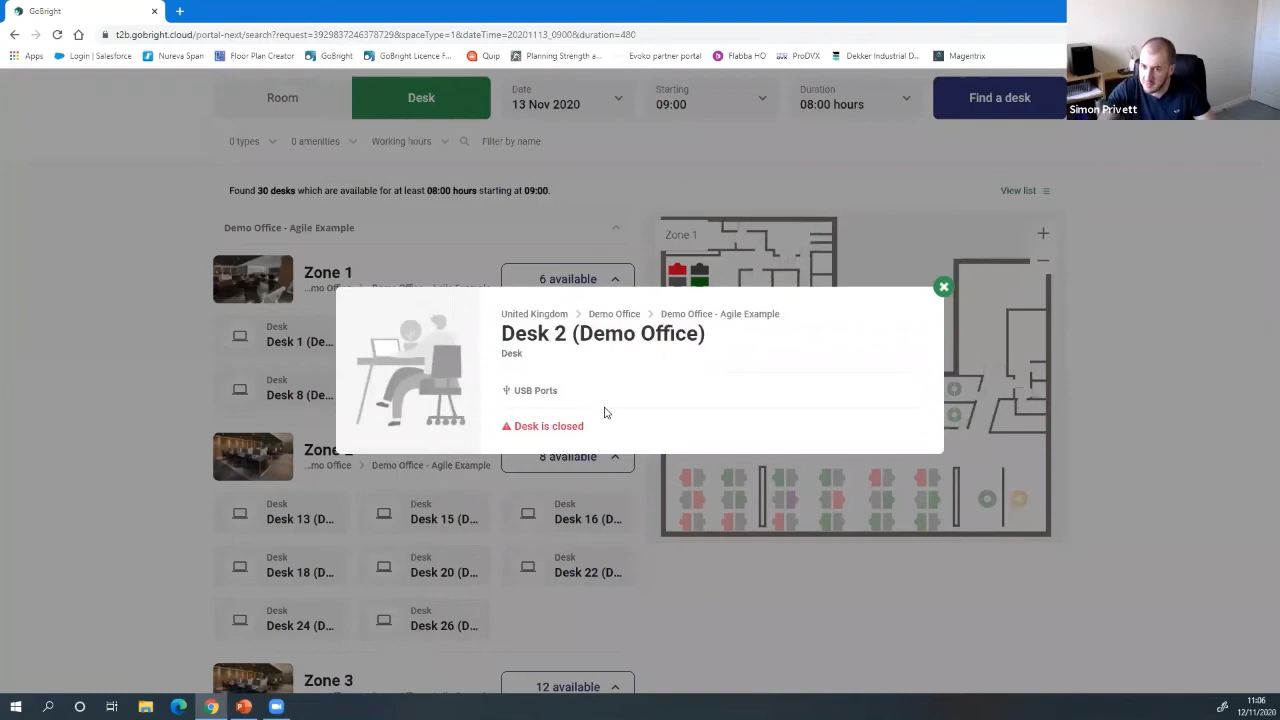 GoBright
t2b.gobright.cloud/portal-next/search?request=3929837246378729&spaceType=1&dateTime=20201113_0900&duration=480
Apps Login | Salesforce Nureva Span Floor Plan Creator GoBright GoBright Licence F... Quip Planning Strength a... Evoko partner portal Flabba HO ProDVX Dekker Industrial D... Magentrix
Simon Privett
Room
Desk
Date
13 Nov 2020
Starting
09:00
Duration
08:00 hours
Find a desk
0 types 0 amenities Working hours Filter by name
Found 30 desks which are available for at least 08:00 hours starting at 09:00.
View list
Demo Office - Agile Example
Zone 1
6 available
Zone 1
United Kingdom Demo Office Demo Office - Agile Example
Desk 2 (Demo Office)
Desk
USB Ports
Desk is closed
Desk
Desk 1 (De...
Desk
Desk 8 (De...
...mo Office Demo Office - Agile Example
8 available
Desk
Desk 13 (D...
Desk
Desk 15 (D...
Desk
Desk 16 (D...
Desk
Desk 18 (D...
Desk
Desk 20 (D...
Desk
Desk 22 (D...
Desk
Desk 24 (D...
Desk
Desk 26 (D...
Zone 3
12 available
11:06
12/11/2020